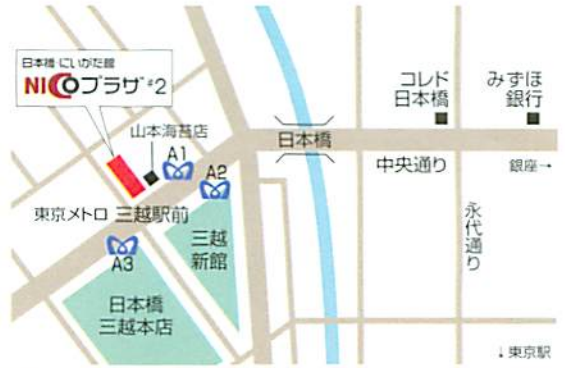 日本橋・にいがた館
NICOプラザ#2
山本海苔店
A1
A2
コレド
日本橋
みずほ
銀行
日本橋
中央通り
銀座→
東京メトロ 三越駅前
三越
新館
永代通り
A3
日本橋
三越本店
↓東京駅